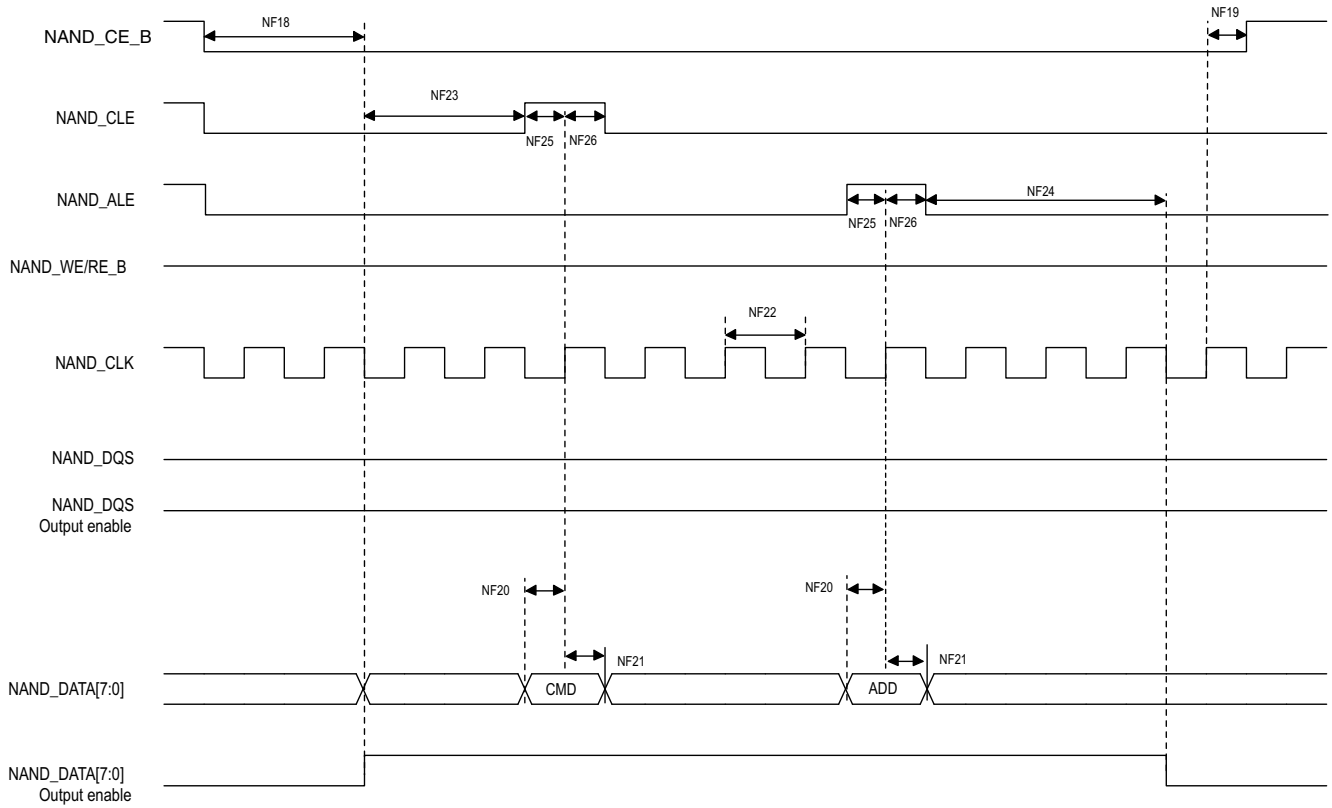 NF18
NF19
NAND_CE_B
NF23
NAND_CLE
NF25 NF26
NAND_ALE
NF24
NF25 NF26
NAND_WE/RE_B
NF22
NAND_CLK
NAND_DQS
NAND_DQS
Output enable
NF20
NF20
NF21
NF21
NAND_DATA[7:0]
CMD
ADD
NAND_DATA[7:0]
Output enable